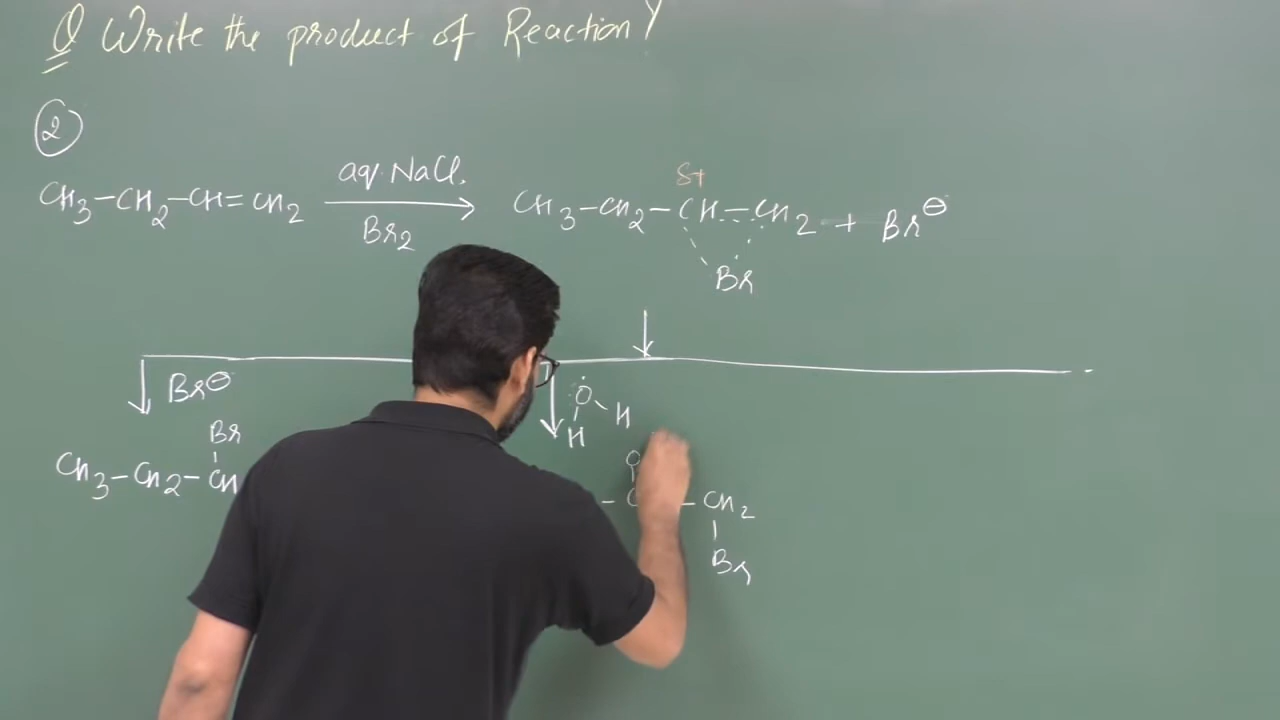 Q Write the product of Reaction?
2
CH3-CH2-CH=CH2 aq. NaCl. Br2 δ+ CH3-CH2-CH-CH2 + Br⊖
Br
Br⊖ Ö-H
H
Br
CH3-CH2-CH
O
-C -CH2
Br